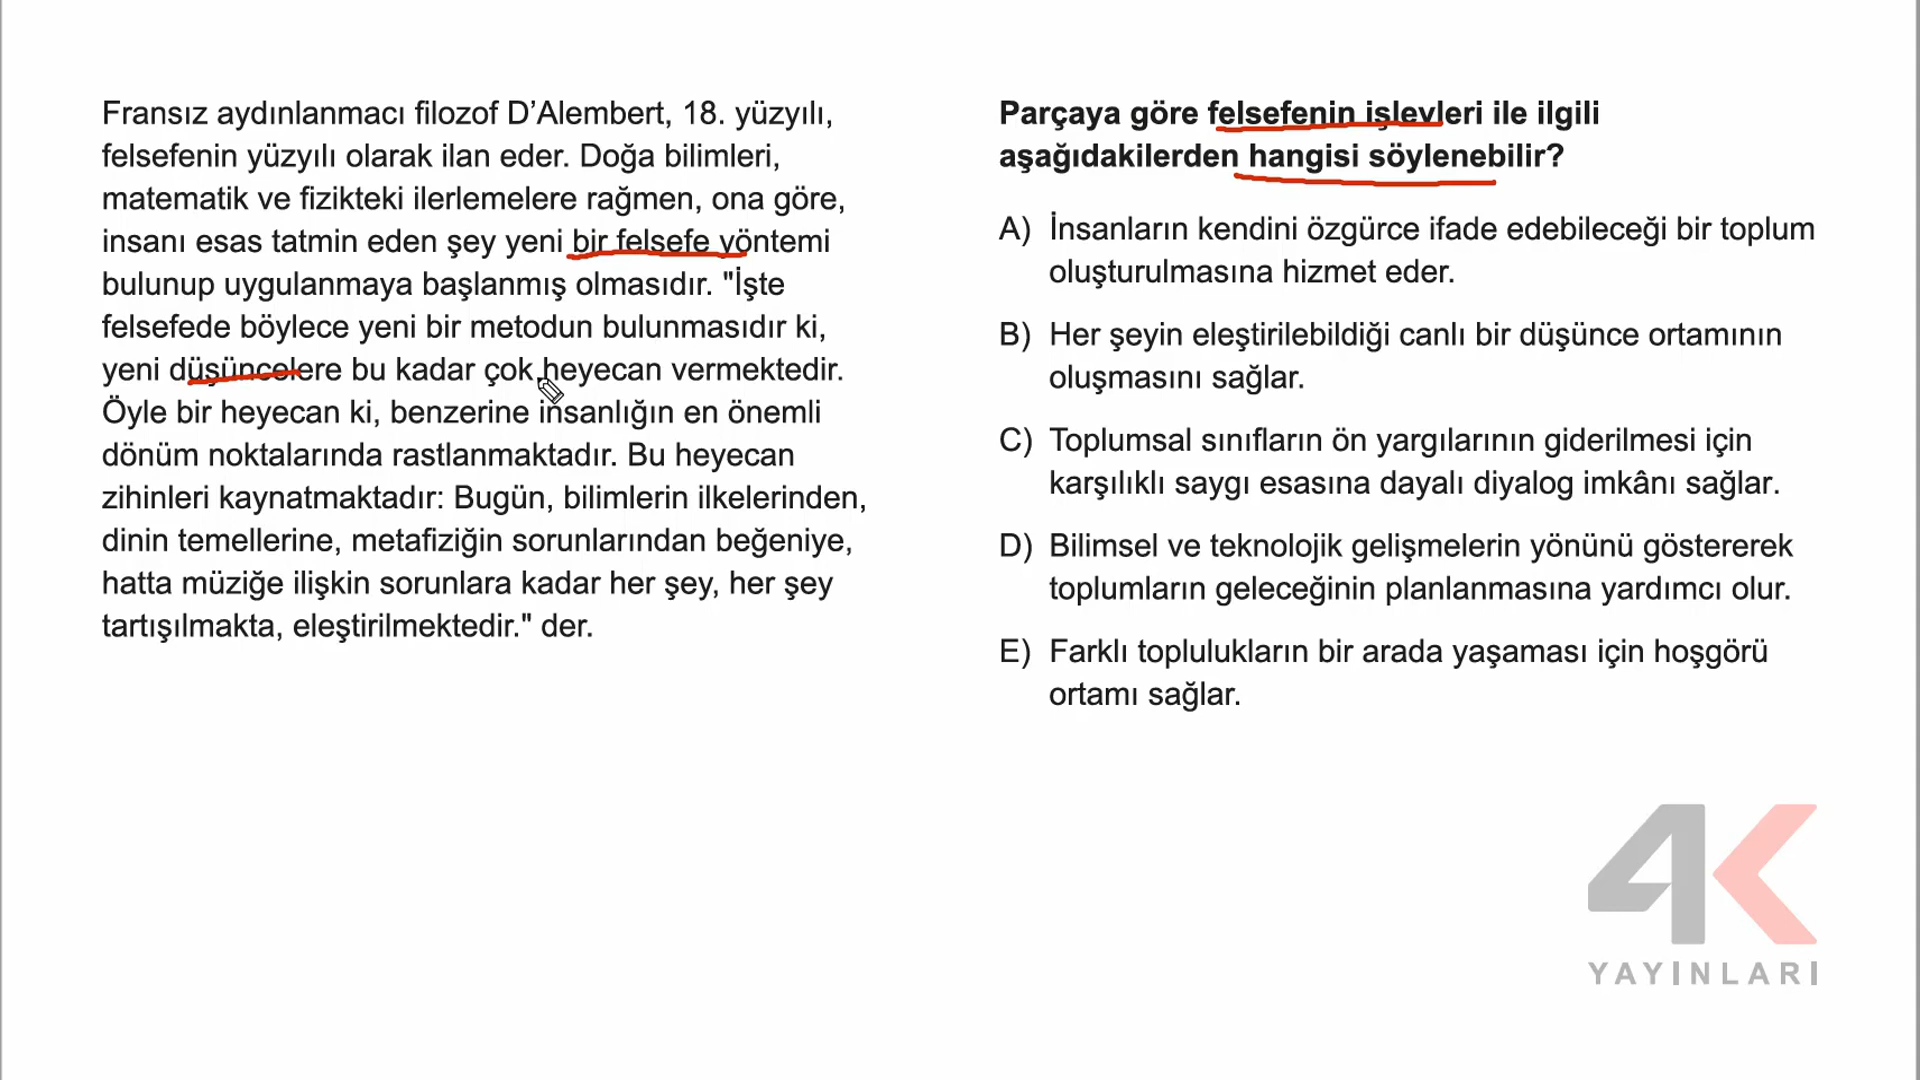 Fransız aydınlanmacı filozof D’Alembert, 18. yüzyılı,
felsefenin yüzyılı olarak ilan eder. Doğa bilimleri,
matematik ve fizikteki ilerlemelere rağmen, ona göre,
insanı esas tatmin eden şey yeni bir felsefe yöntemi
bulunup uygulanmaya başlanmış olmasıdır. "İşte
felsefede böylece yeni bir metodun bulunmasıdır ki,
yeni düşüncelere bu kadar çok heyecan vermektedir.
Öyle bir heyecan ki, benzerine insanlığın en önemli
dönüm noktalarında rastlanmaktadır. Bu heyecan
zihinleri kaynatmaktadır: Bugün, bilimlerin ilkelerinden,
dinin temellerine, metafiziğin sorunlarından beğeniye,
hatta müziğe ilişkin sorunlara kadar her şey, her şey
tartışılmakta, eleştirilmektedir." der.
Parçaya göre felsefenin işlevleri ile ilgili
aşağıdakilerden hangisi söylenebilir?
A) İnsanların kendini özgürce ifade edebileceği bir toplum
oluşturulmasına hizmet eder.
B) Her şeyin eleştirilebildiği canlı bir düşünce ortamının
oluşmasını sağlar.
C) Toplumsal sınıfların ön yargılarının giderilmesi için
karşılıklı saygı esasına dayalı diyalog imkânı sağlar.
D) Bilimsel ve teknolojik gelişmelerin yönünü göstererek
toplumların geleceğinin planlanmasına yardımcı olur.
E) Farklı toplulukların bir arada yaşaması için hoşgörü
ortamı sağlar.
4K
YAYINLARI